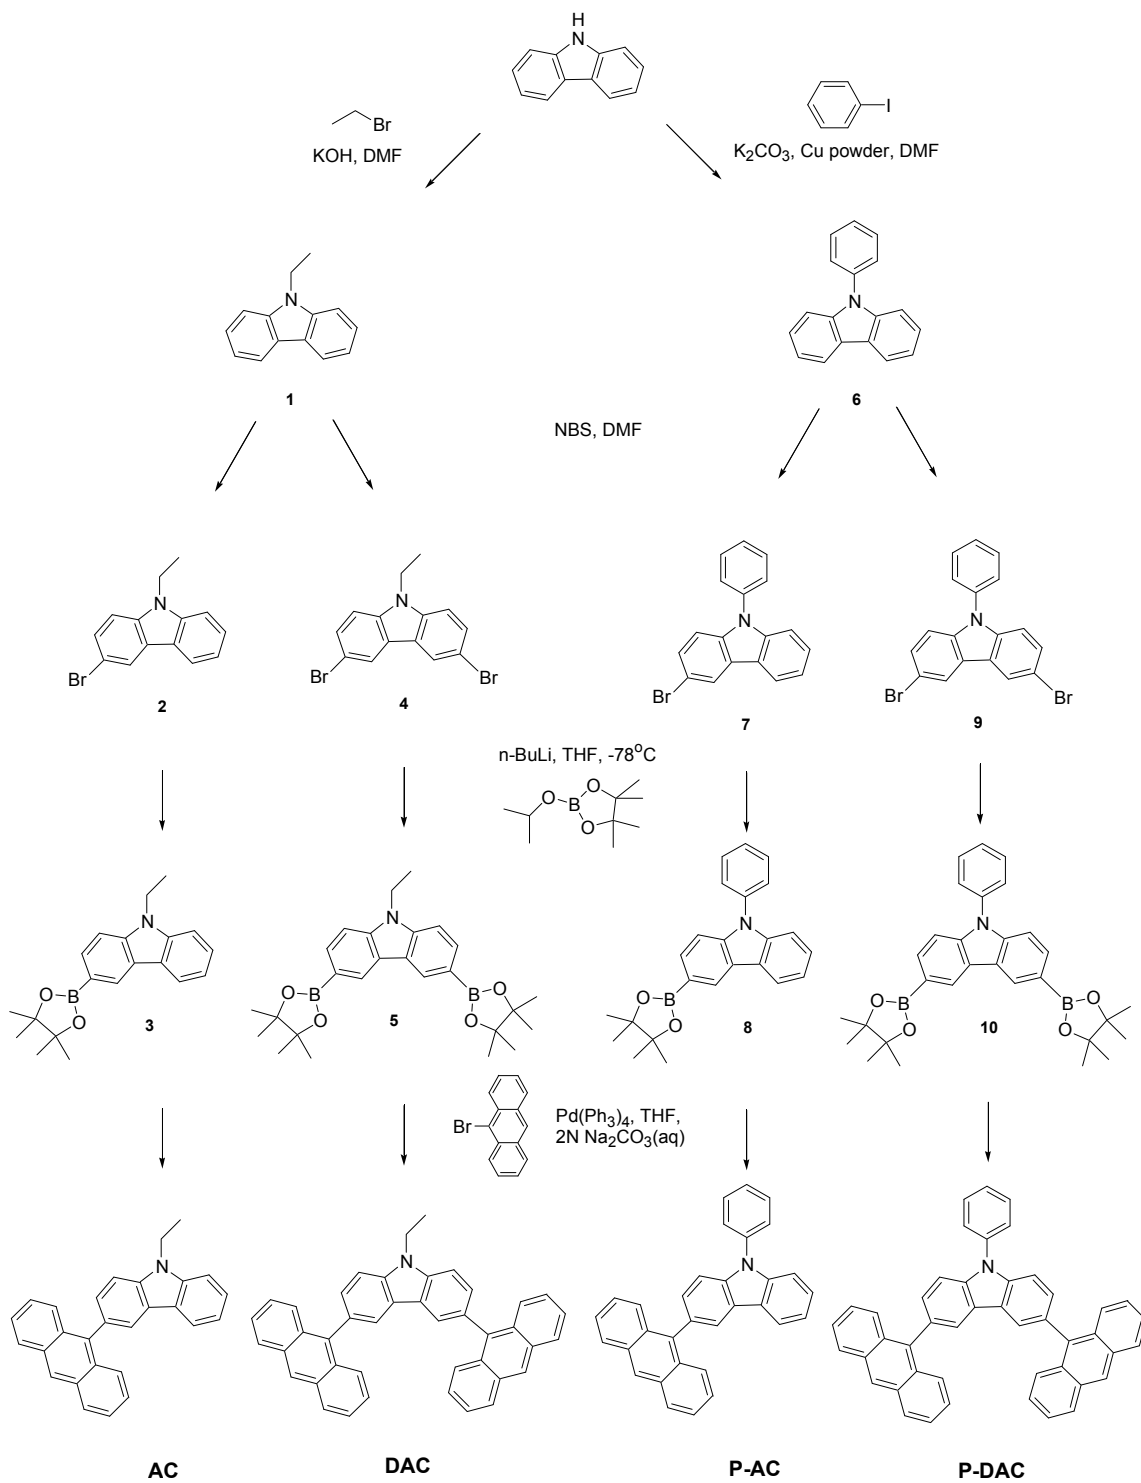 H
N
Br
KOH, DMF
I
K₂CO₃, Cu powder, DMF
N
N
1
6
NBS, DMF
N
Br
2
N
Br
Br
4
N
Br
7
N
Br
Br
9
n-BuLi, THF, -78°C
O
B
O
O
N
B
O
O
3
N
B
O
O
B
O
O
5
N
B
O
O
8
N
B
O
O
B
O
O
10
Br
Pd(Ph₃)₄, THF,
2N Na₂CO₃(aq)
N
N
N
N
AC
DAC
P-AC
P-DAC